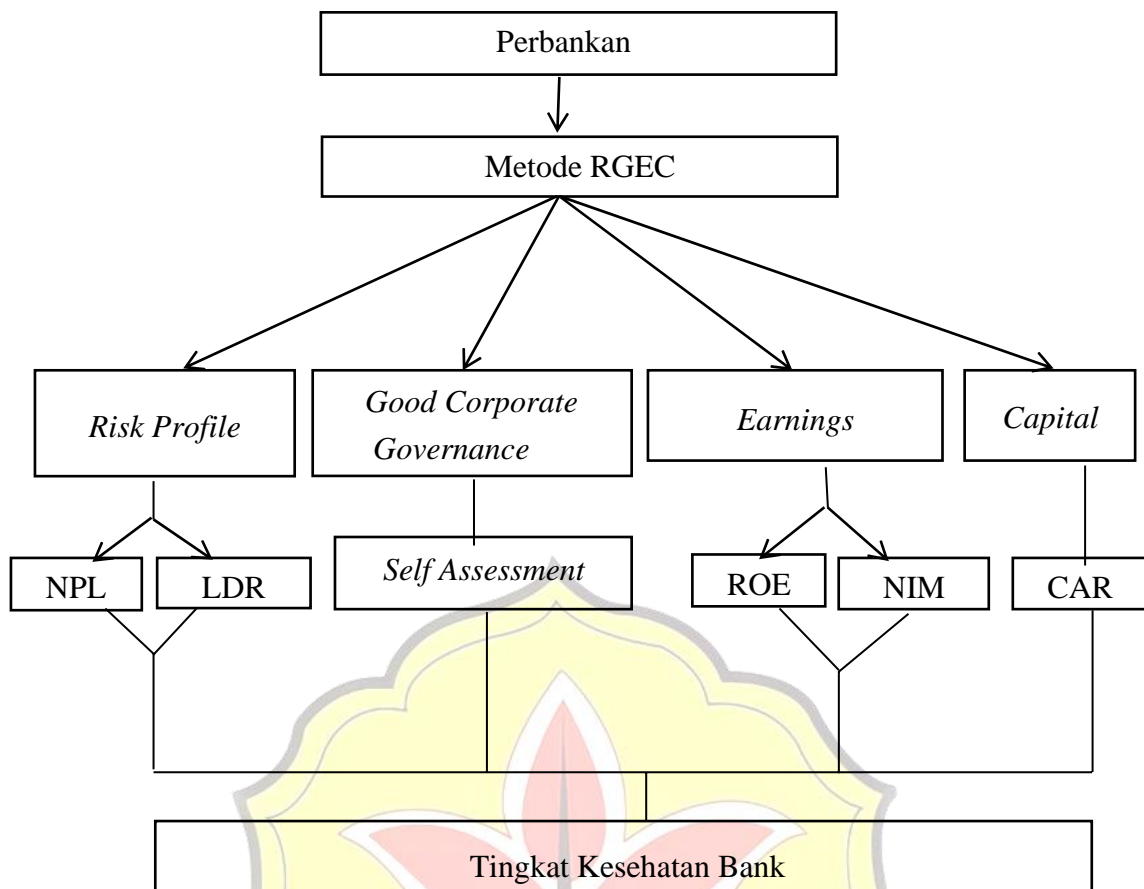 Perbankan
Metode RGEC
Risk Profile
Good Corporate
Governance
Earnings
Capital
NPL
LDR
Self Assessment
ROE
NIM
CAR
Tingkat Kesehatan Bank